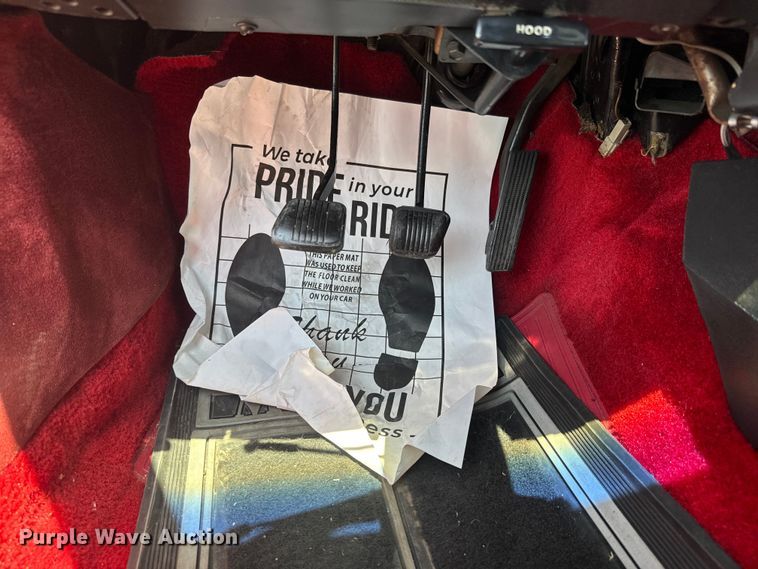 HOOD
We take
PRIDE in your
RID
THIS PAPER MAT
WAS USED TO KEEP
THE FLOOR CLEAN
WHILE WE WORKED
ON YOUR CAR
Thank
YOU
ess
Purple Wave Auction